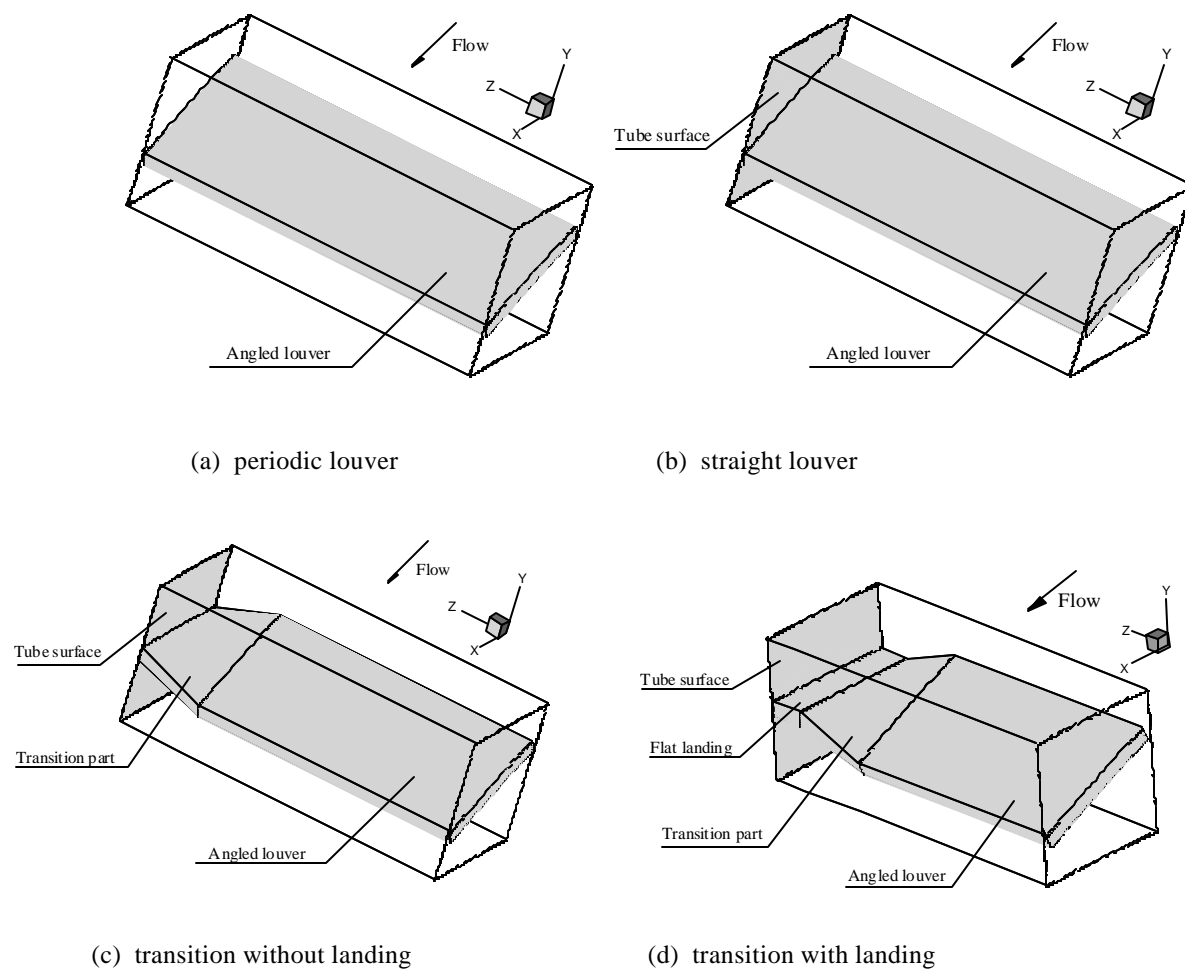 Flow
Y
Z
X
Angled louver
(a) periodic louver
Flow
Y
Z
X
Tube surface
Angled louver
(b) straight louver
Flow
Y
Z
X
Tube surface
Transition part
Angled louver
(c) transition without landing
Flow
Y
Z
X
Tube surface
Flat landing
Transition part
Angled louver
(d) transition with landing